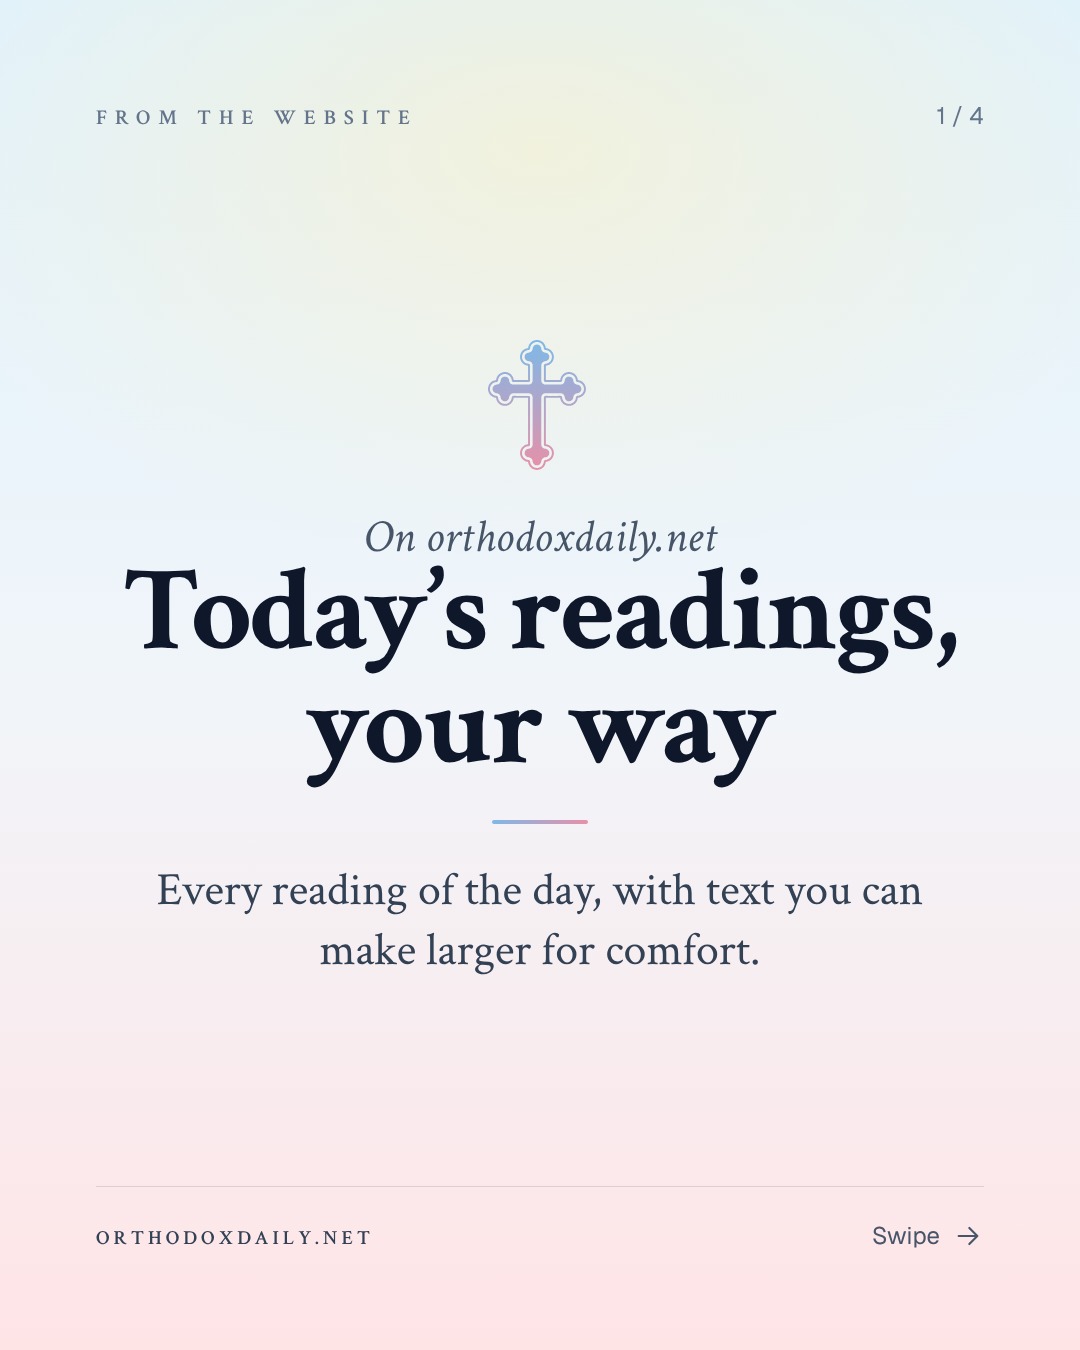 FROM THE WEBSITE
1 / 4
On orthodoxdaily.net
Today’s readings,
your way
Every reading of the day, with text you can
make larger for comfort.
ORTHODOXDAILY.NET
Swipe →